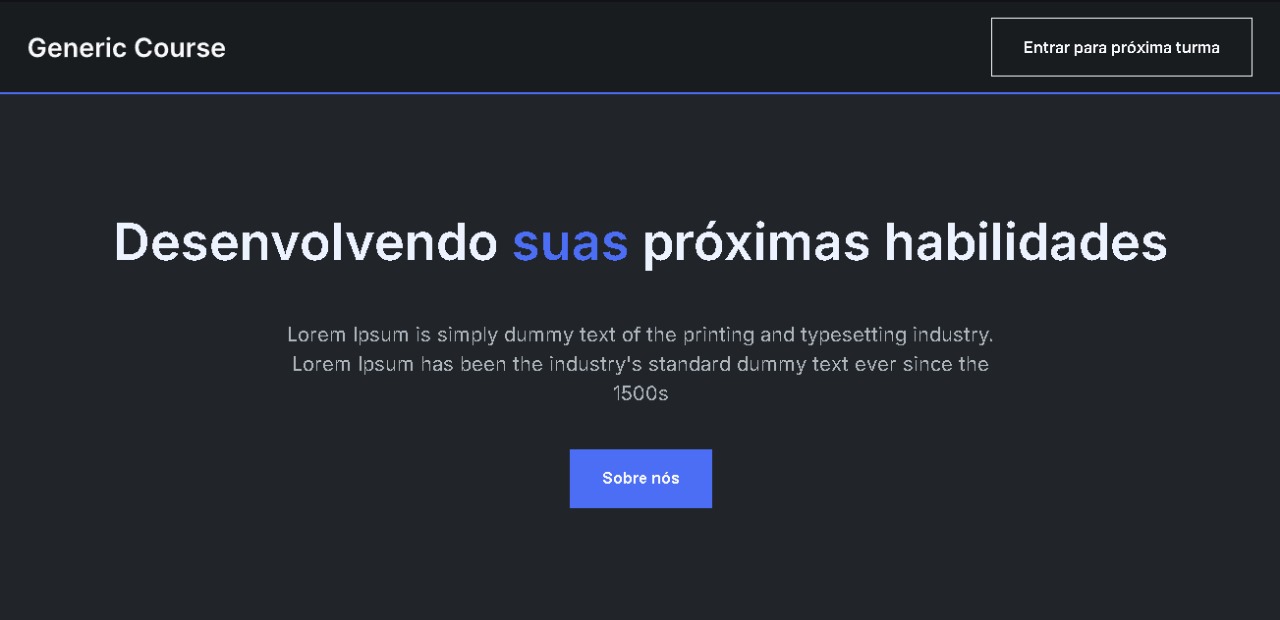 Generic Course
Entrar para próxima turma
Desenvolvendo suas próximas habilidades
Lorem Ipsum is simply dummy text of the printing and typesetting industry.
Lorem Ipsum has been the industry's standard dummy text ever since the
1500s
Sobre nós